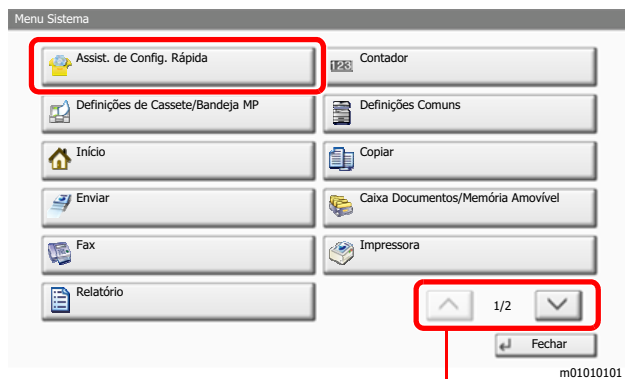 Menu Sistema
Assist. de Config. Rápida
123 Contador
Definições de Cassete/Bandeja MP
Definições Comuns
Início
Copiar
Enviar
Caixa Documentos/Memória Amovível
Fax
Impressora
Relatório
1/2
Fechar
m01010101